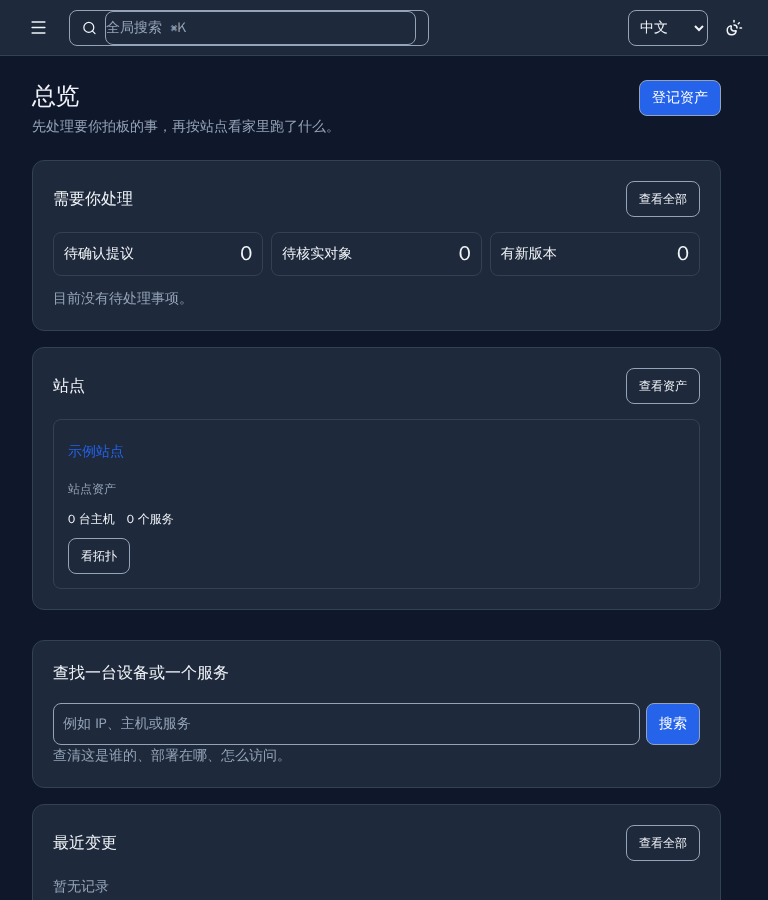 全局搜索 ⌘K
中文
总览
登记资产
先处理要你拍板的事，再按站点看家里跑了什么。
需要你处理
查看全部
待确认提议 0
待核实对象 0
有新版本 0
目前没有待处理事项。
站点
查看资产
示例站点
站点资产
0 台主机 0 个服务
看拓扑
查找一台设备或一个服务
例如 IP、主机或服务
搜索
查清这是谁的、部署在哪、怎么访问。
最近变更
查看全部
暂无记录